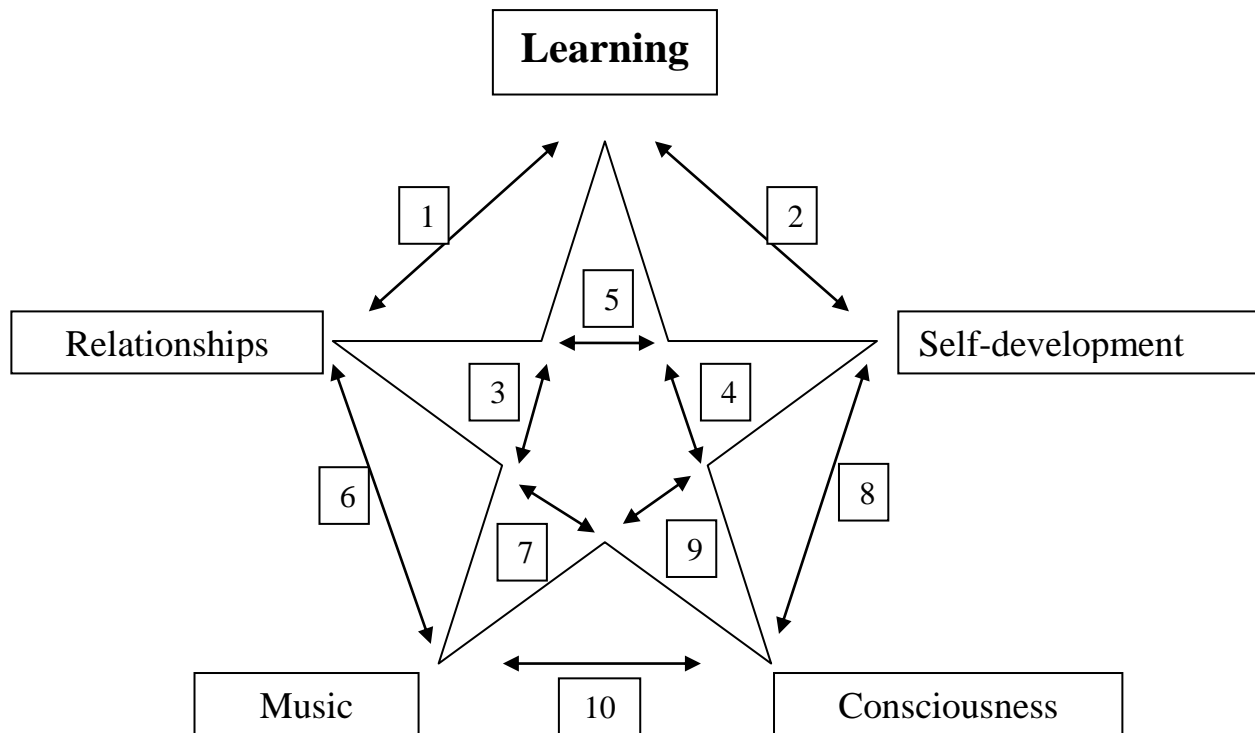 Learning
1
2
5
Relationships
Self-development
3
4
6
8
7
9
Music
10
Consciousness